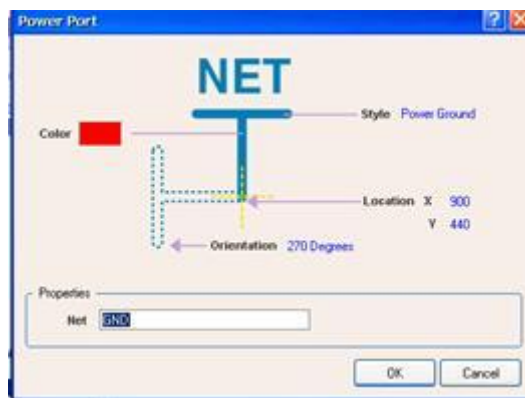 Power Port
NET
Style Power Ground
Color
Location X 900
Y 440
Orientation 270 Degrees
Properties
Net GND
OK Cancel